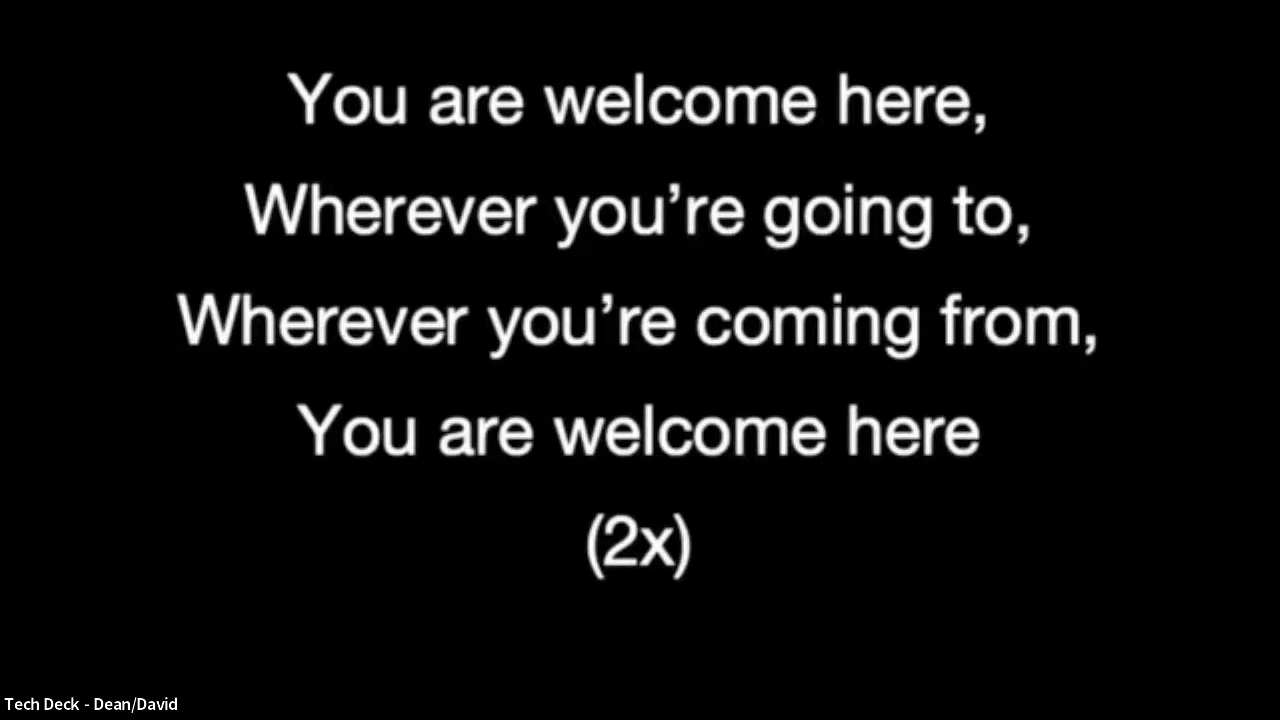 You are welcome here,
Wherever you’re going to,
Wherever you’re coming from,
You are welcome here
(2x)
Tech Deck - Dean/David